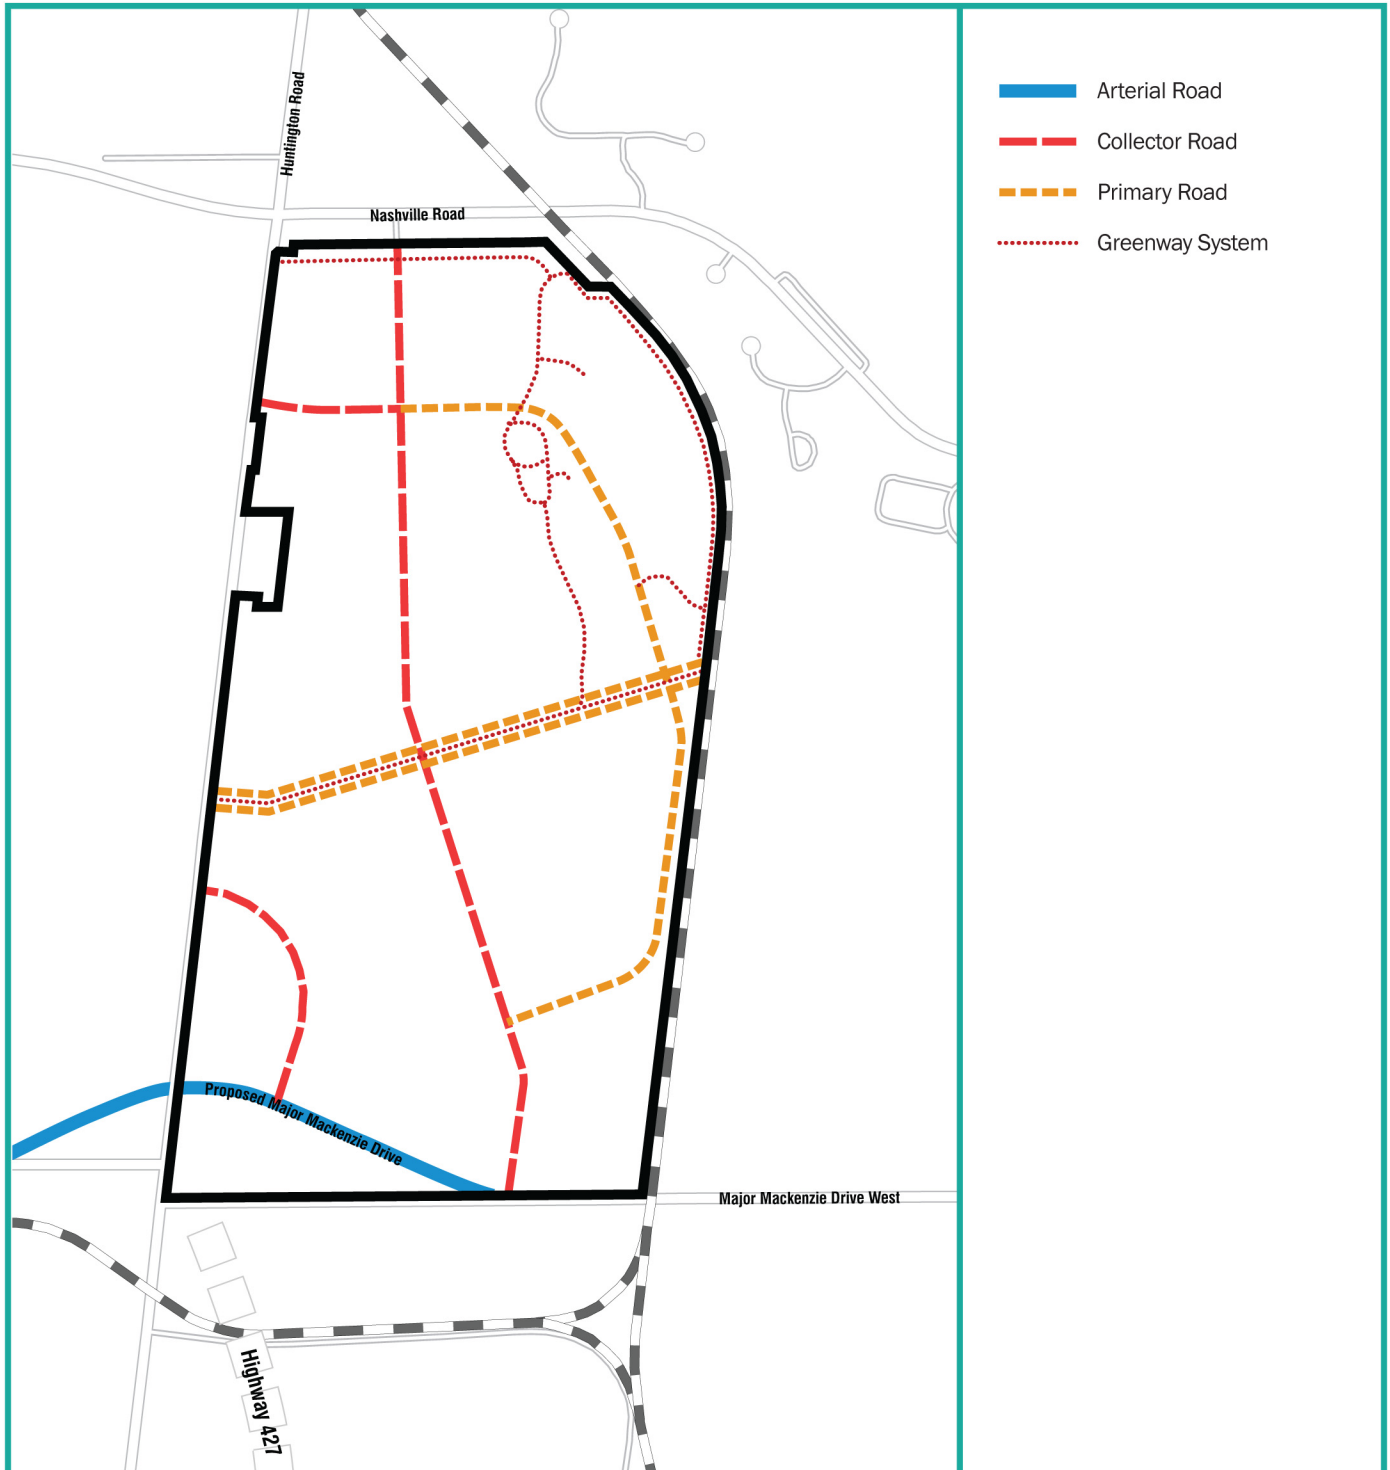 Huntington Road
Nashville Road
Arterial Road
Collector Road
Primary Road
Greenway System
Proposed Major Mackenzie Drive
Major Mackenzie Drive West
Highway 427